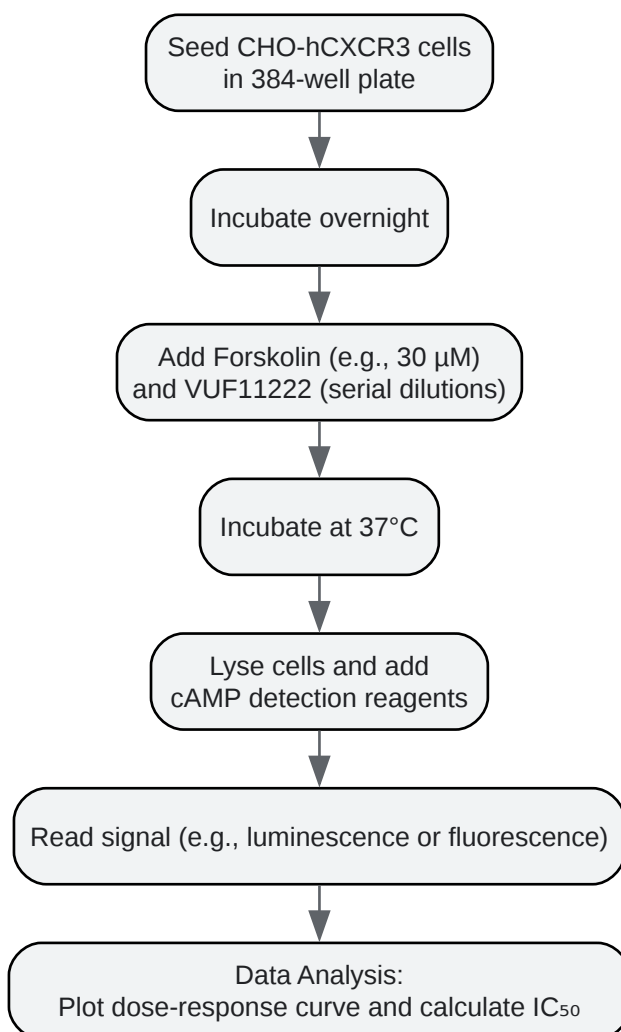 Seed CHO-hCXCR3 cells
in 384-well plate
Incubate overnight
Add Forskolin (e.g., 30 µM)
and VUF11222 (serial dilutions)
Incubate at 37°C
Lyse cells and add
cAMP detection reagents
Read signal (e.g., luminescence or fluorescence)
Data Analysis:
Plot dose-response curve and calculate IC₅₀